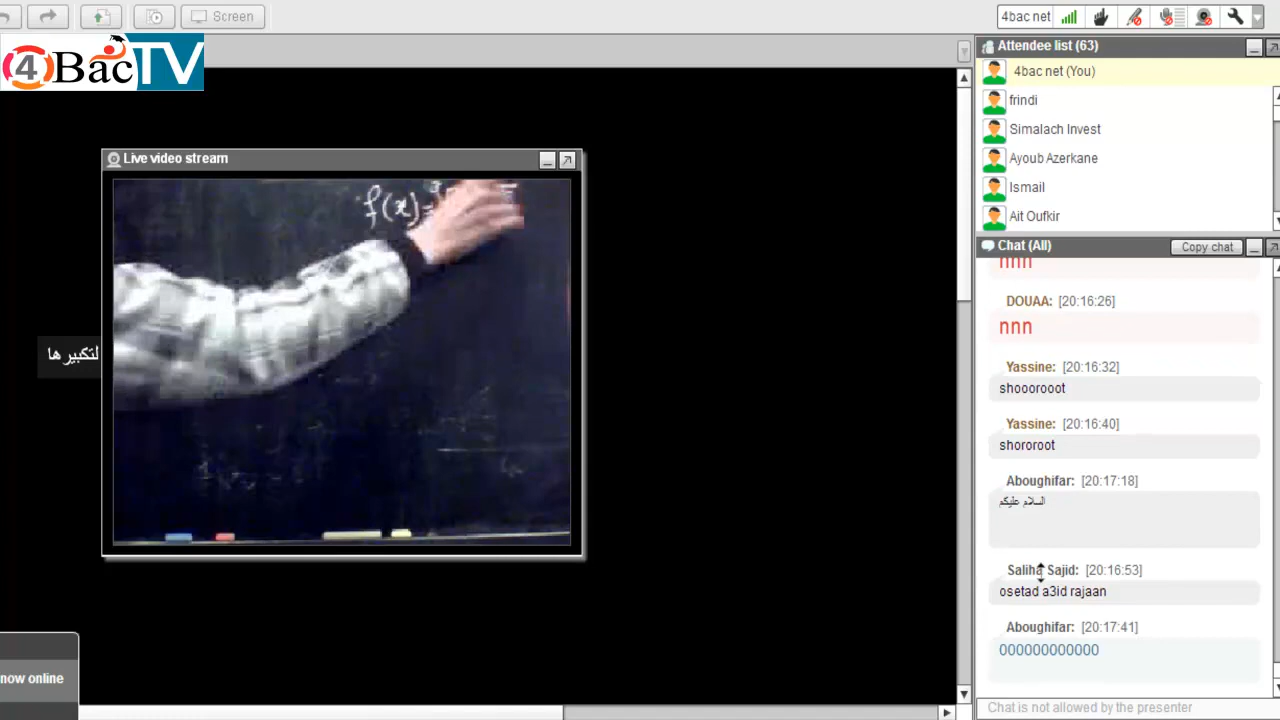 Screen
4bac net
4BacTV
Attendee list (63)
4bac net (You)
frindi
Simalach Invest
Ayoub Azerkane
Ismail
Ait Oufkir
Live video stream
f(x)=
لتكبيرها
now online
Chat (All)
Copy chat
nnn
DOUAA: [20:16:26]
nnn
Yassine: [20:16:32]
shooorooot
Yassine: [20:16:40]
shororoot
Aboughifar: [20:17:18]
السلام عليكم
Saliha Sajid: [20:16:53]
osetad a3id rajaan
Aboughifar: [20:17:41]
000000000000
Chat is not allowed by the presenter